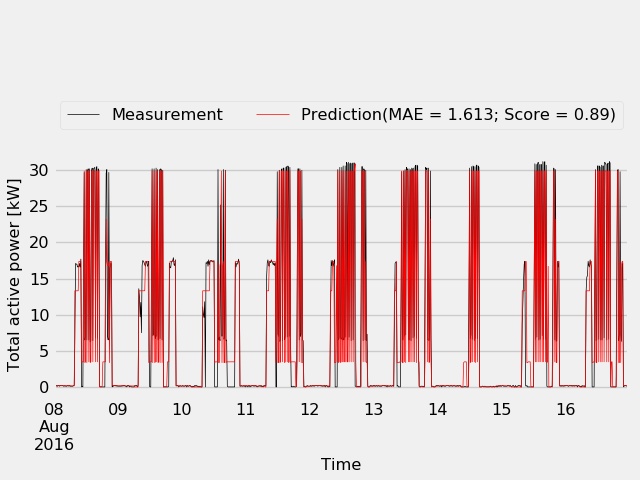 Measurement
Prediction(MAE = 1.613; Score = 0.89)
Total active power [kW]
30
25
20
15
10
5
0
08 09 10 11 12 13 14 15 16
Aug
2016
Time